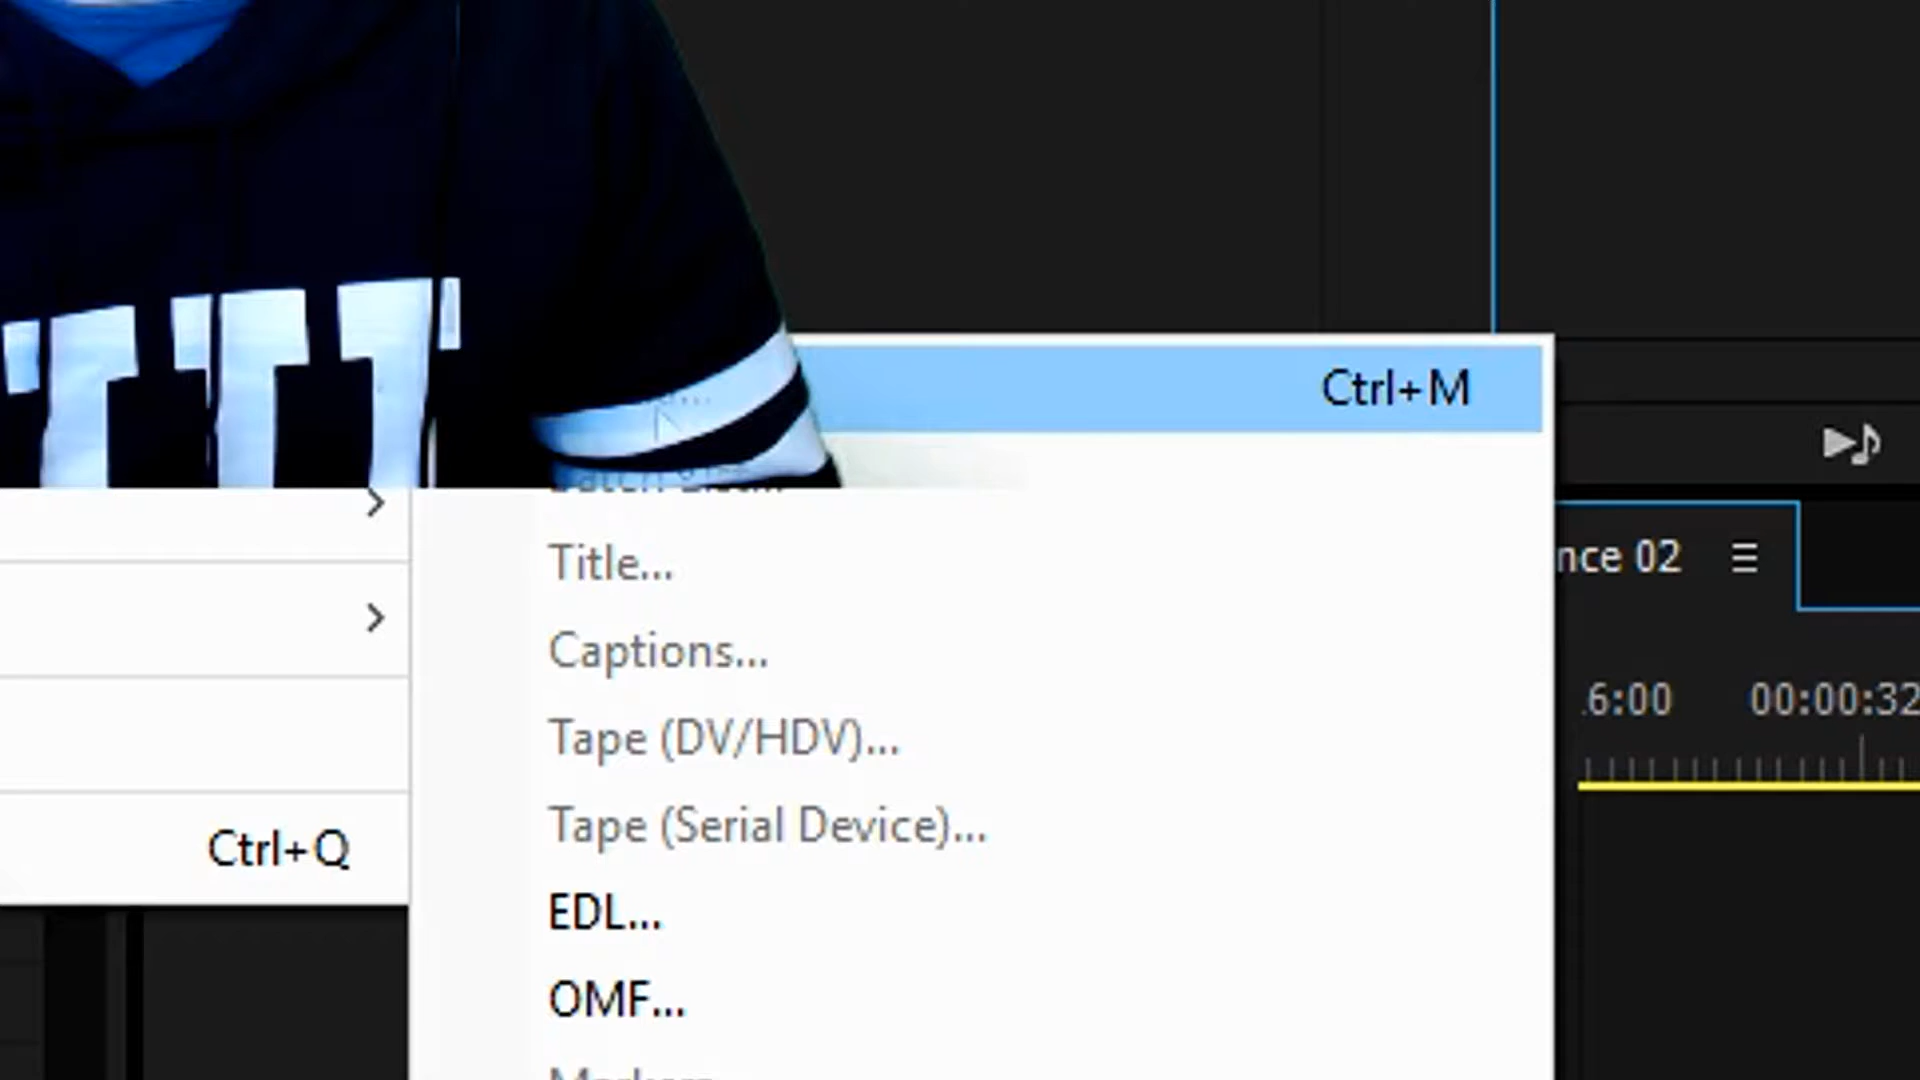 Ctrl+M
Title...
nce 02
Captions...
6:00 00:00:32
Tape (DV/HDV)...
Tape (Serial Device)...
Ctrl+Q
EDL...
OMF...